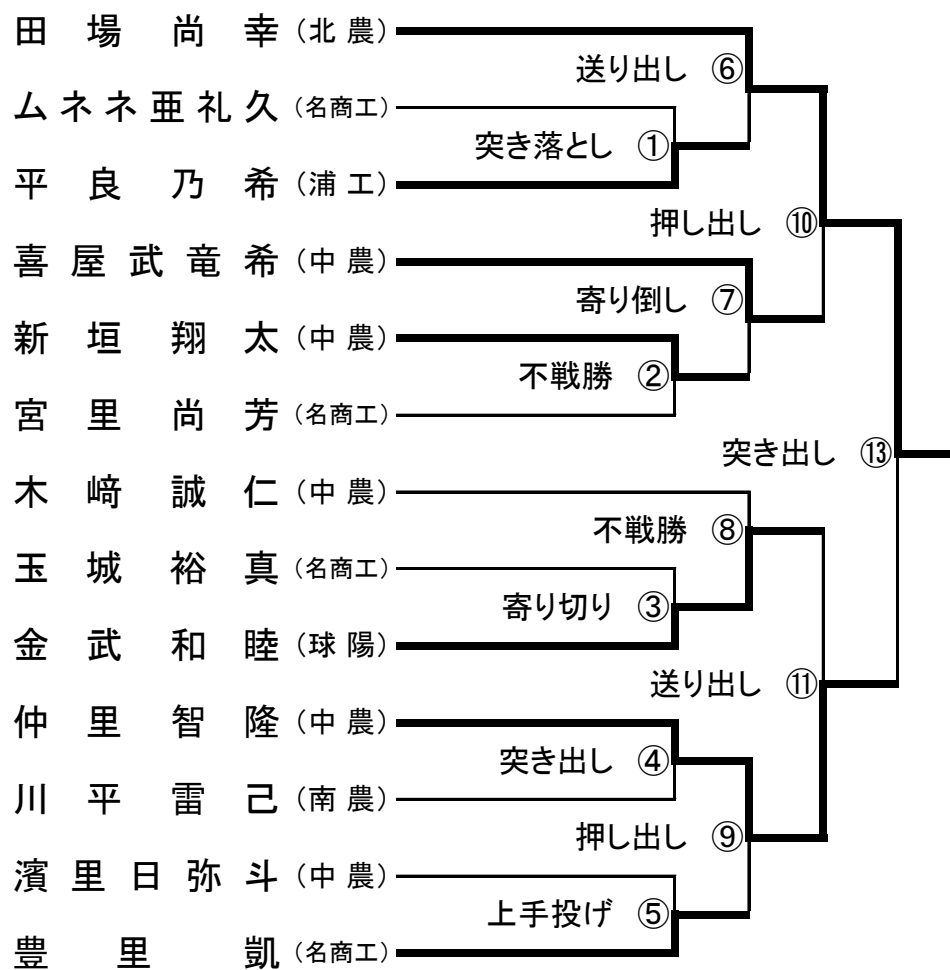 田場尚幸（北農）
送り出し ⑥
ムネネ亜礼久（名商工）
突き落とし ①
平良乃希（浦工）
押し出し ⑩
喜屋武竜希（中農）
寄り倒し ⑦
新垣翔太（中農）
不戦勝 ②
宮里尚芳（名商工）
突き出し ⑬
木﨑誠仁（中農）
不戦勝 ⑧
玉城裕真（名商工）
寄り切り ③
金武和睦（球陽）
送り出し ⑪
仲里智隆（中農）
突き出し ④
川平雷己（南農）
押し出し ⑨
濱里日弥斗（中農）
上手投げ ⑤
豊里凱（名商工）